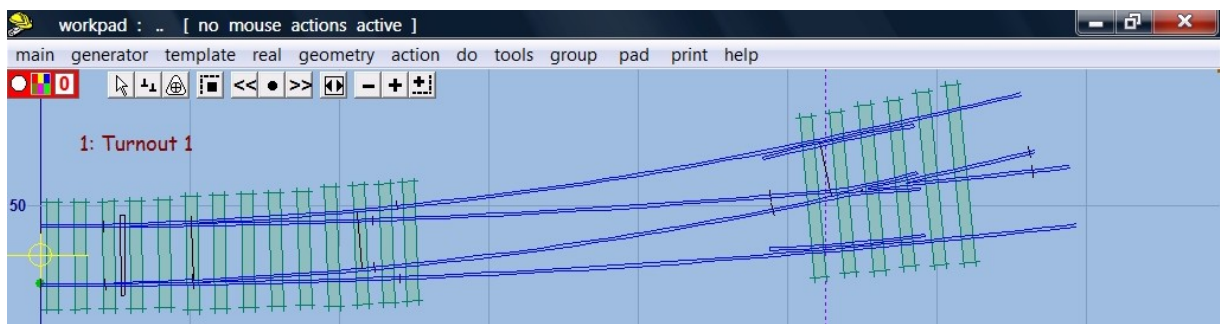 workpad : .. [ no mouse actions active ]
main generator template real geometry action do tools group pad print help
0 << ● >> − +
1: Turnout 1
50